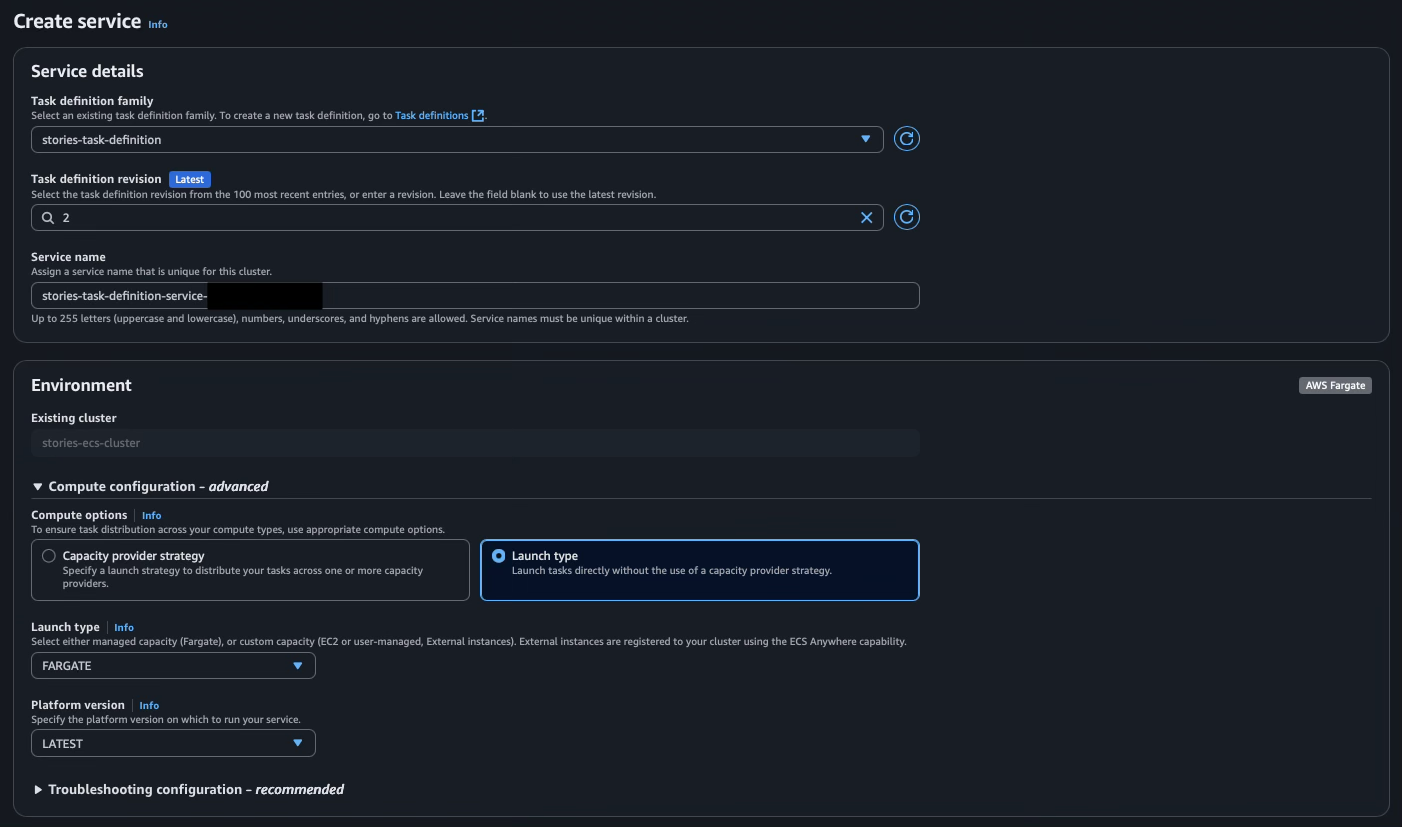 Create service Info
Service details
Task definition family
Select an existing task definition family. To create a new task definition, go to Task definitions.
stories-task-definition
Task definition revision Latest
Select the task definition revision from the 100 most recent entries, or enter a revision. Leave the field blank to use the latest revision.
2
Service name
Assign a service name that is unique for this cluster.
stories-task-definition-service-
Up to 255 letters (uppercase and lowercase), numbers, underscores, and hyphens are allowed. Service names must be unique within a cluster.
Environment AWS Fargate
Existing cluster
stories-ecs-cluster
Compute configuration - advanced
Compute options Info
To ensure task distribution across your compute types, use appropriate compute options.
Capacity provider strategy
Specify a launch strategy to distribute your tasks across one or more capacity
providers.
Launch type
Launch tasks directly without the use of a capacity provider strategy.
Launch type Info
Select either managed capacity (Fargate), or custom capacity (EC2 or user-managed, External instances). External instances are registered to your cluster using the ECS Anywhere capability.
FARGATE
Platform version Info
Specify the platform version on which to run your service.
LATEST
Troubleshooting configuration - recommended